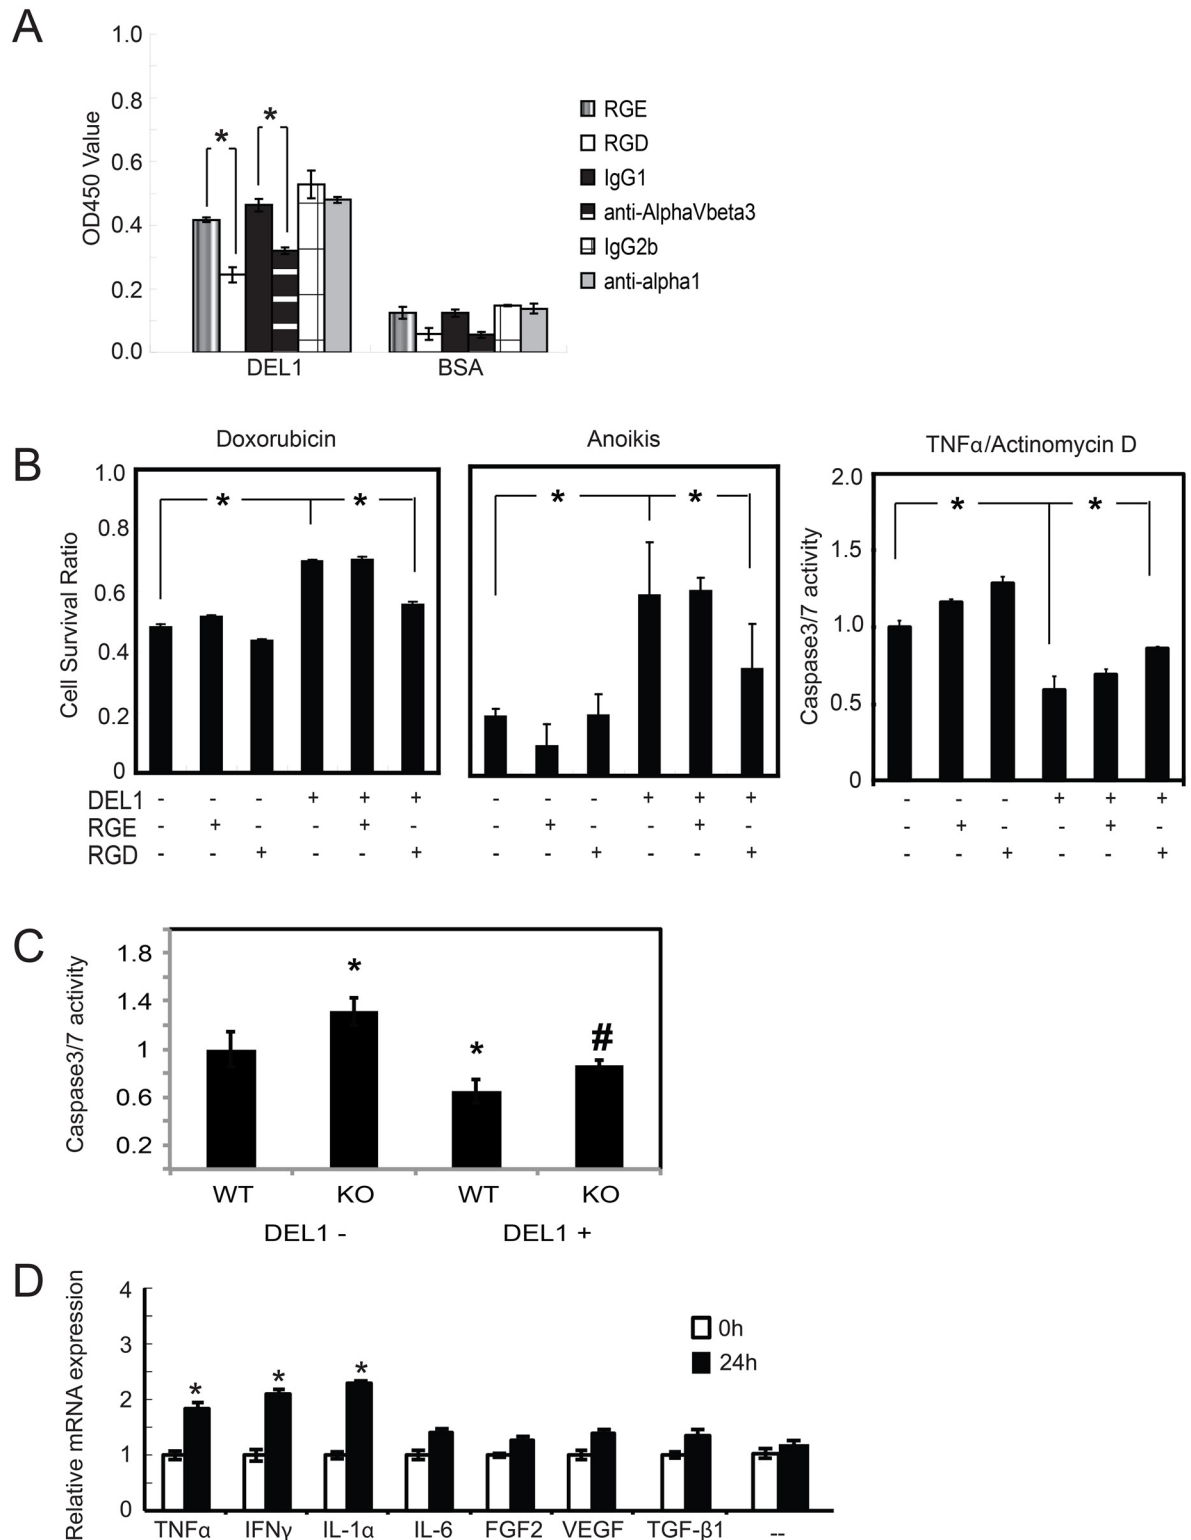 A
1.0
0.8
0.6
0.4
0.2
0.0
OD450 Value
* *
DEL1 BSA
RGE
RGD
IgG1
anti-AlphaVbeta3
IgG2b
anti-alpha1
B
Doxorubicin Anoikis TNFα/Actinomycin D
Cell Survival Ratio
1.0
0.8
0.6
0.4
0.2
0
* * * *
Caspase3/7 activity
2.0
1.5
1.0
0.5
0
* *
DEL1 - - - + + + - - - + + + - - - + + +
RGE - + - - + - - + - - + - - + - - + -
RGD - - + - - + - - + - - + - - + - - +
C
Caspase3/7 activity
1.8
1.4
1
0.6
0.2
* * #
WT KO WT KO
DEL1 - DEL1 +
D
Relative mRNA expression
4
3
2
1
0
* * *
0h
24h
TNFα IFNγ IL-1α IL-6 FGF2 VEGF TGF-β1 --